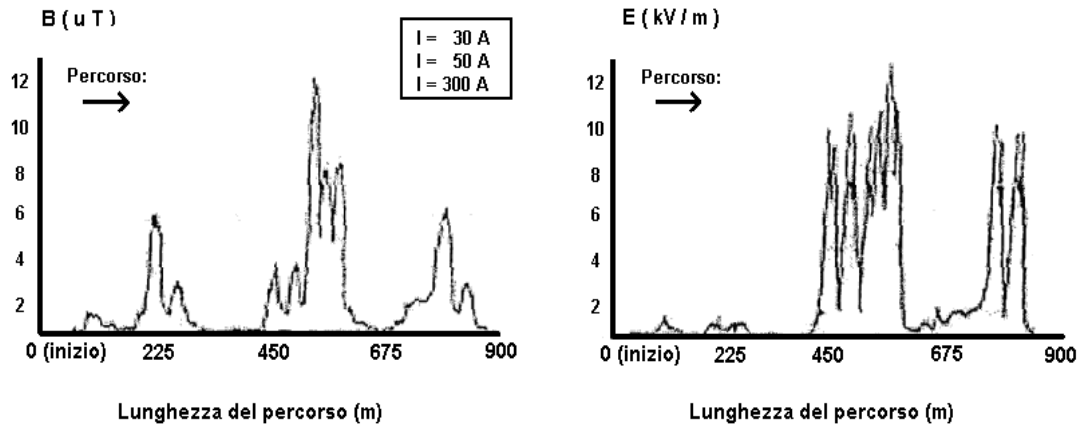 B ( u T )
I = 30 A
I = 50 A
I = 300 A
Percorso:
12
10
8
6
4
2
0 (inizio) 225 450 675 900
Lunghezza del percorso (m)
E ( kV / m )
Percorso:
12
10
8
6
4
2
0 (inizio) 225 450 675 900
Lunghezza del percorso (m)